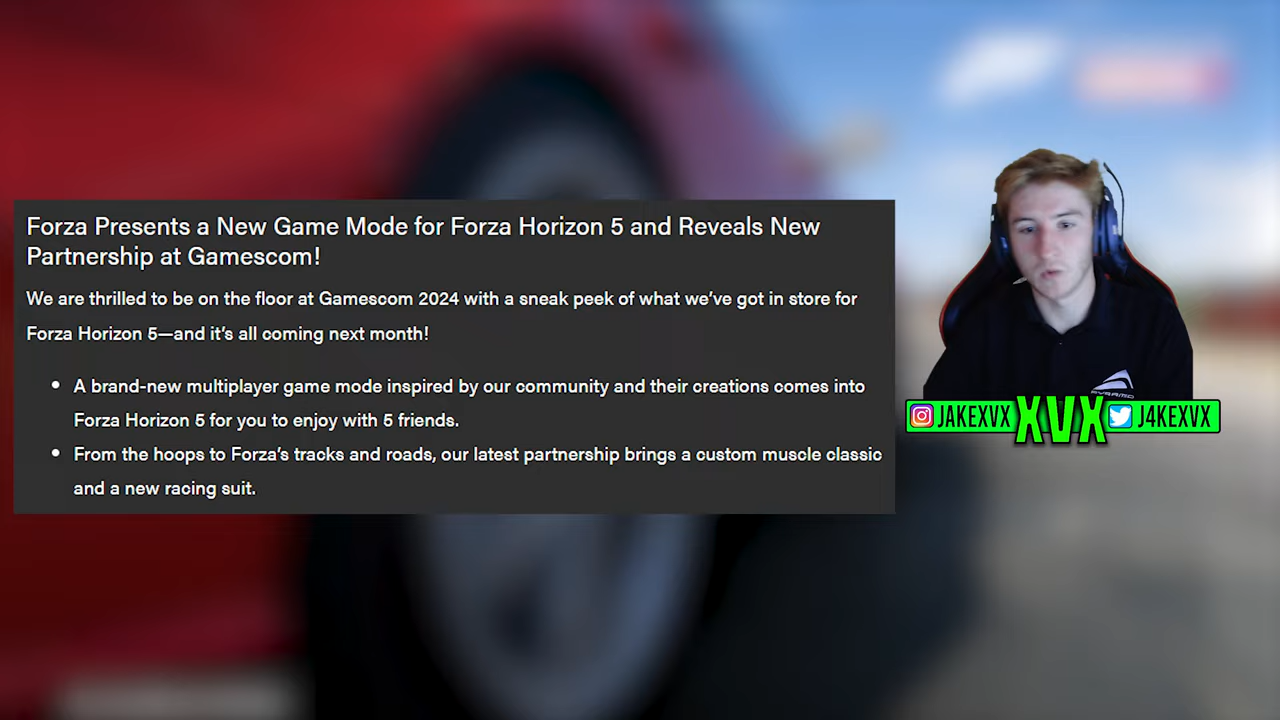 Forza Presents a New Game Mode for Forza Horizon 5 and Reveals New
Partnership at Gamescom!
We are thrilled to be on the floor at Gamescom 2024 with a sneak peek of what we've got in store for
Forza Horizon 5—and it's all coming next month!
• A brand-new multiplayer game mode inspired by our community and their creations comes into
Forza Horizon 5 for you to enjoy with 5 friends.
• From the hoops to Forza's tracks and roads, our latest partnership brings a custom muscle classic
and a new racing suit.
JAKEXVX XVX J4KEXVX